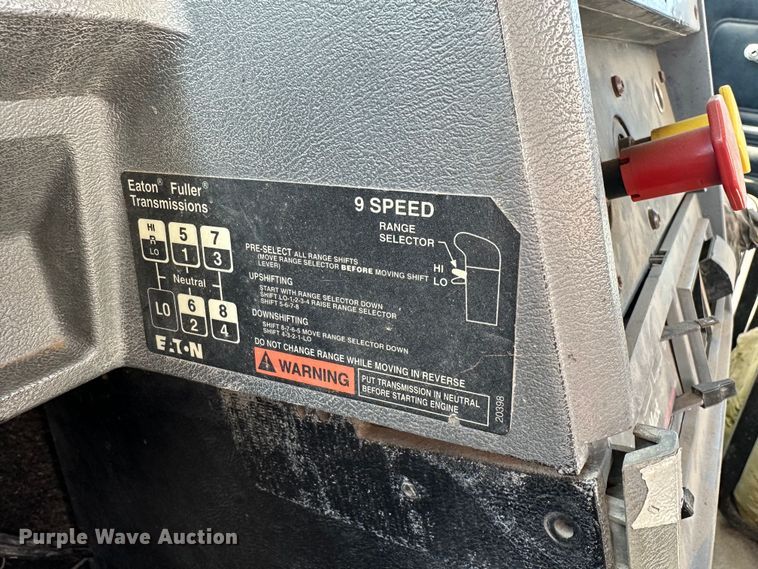 Eaton® Fuller®
Transmissions
9 SPEED
RANGE
SELECTOR
HI
LO
HI
R
LO
5
1
7
3
Neutral
LO
6
2
8
4
EATON
PRE-SELECT ALL RANGE SHIFTS
(MOVE RANGE SELECTOR BEFORE MOVING SHIFT
LEVER)
UPSHIFTING
START WITH RANGE SELECTOR DOWN
SHIFT LO-1-2-3-4 RAISE RANGE SELECTOR
SHIFT 5-6-7-8
DOWNSHIFTING
SHIFT 8-7-6-5 MOVE RANGE SELECTOR DOWN
SHIFT 4-3-2-1-LO
DO NOT CHANGE RANGE WHILE MOVING IN REVERSE
WARNING
PUT TRANSMISSION IN NEUTRAL
BEFORE STARTING ENGINE
20398
Purple Wave Auction®